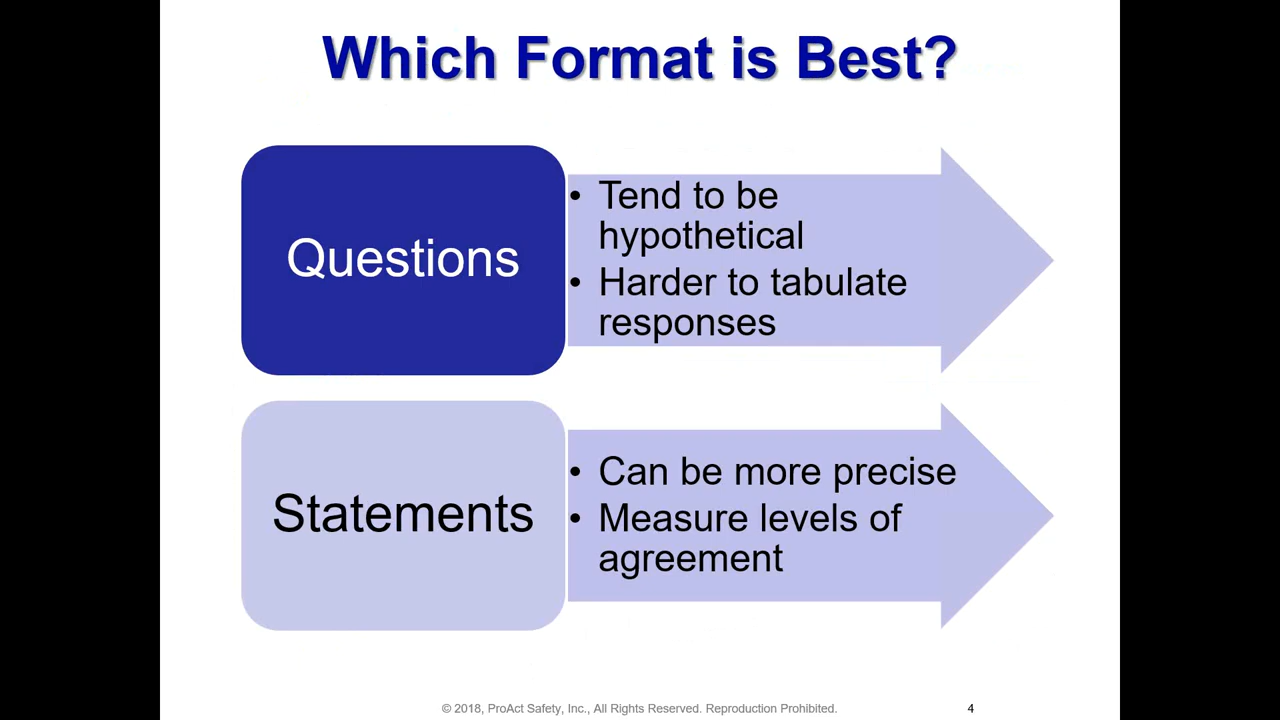 Which Format is Best?
Questions
• Tend to be
hypothetical
• Harder to tabulate
responses
Statements
• Can be more precise
• Measure levels of
agreement
© 2018, ProAct Safety, Inc., All Rights Reserved. Reproduction Prohibited.
4